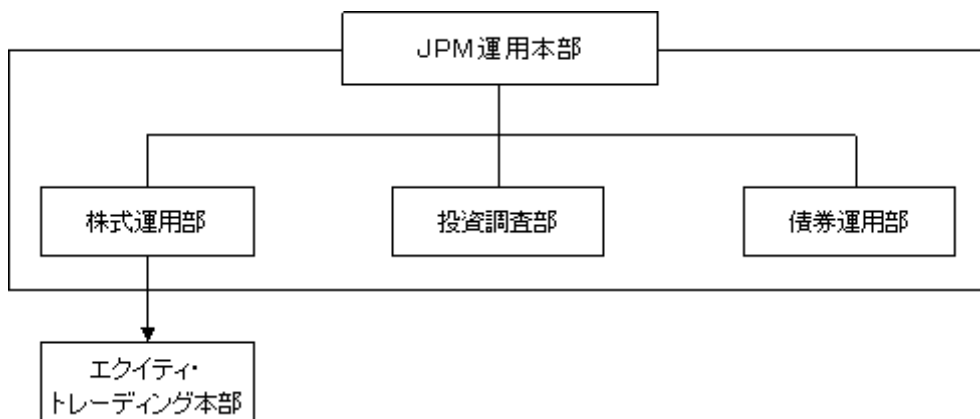 JPM運用本部
株式運用部
投資調査部
債券運用部
エクイティ・
トレーディング本部